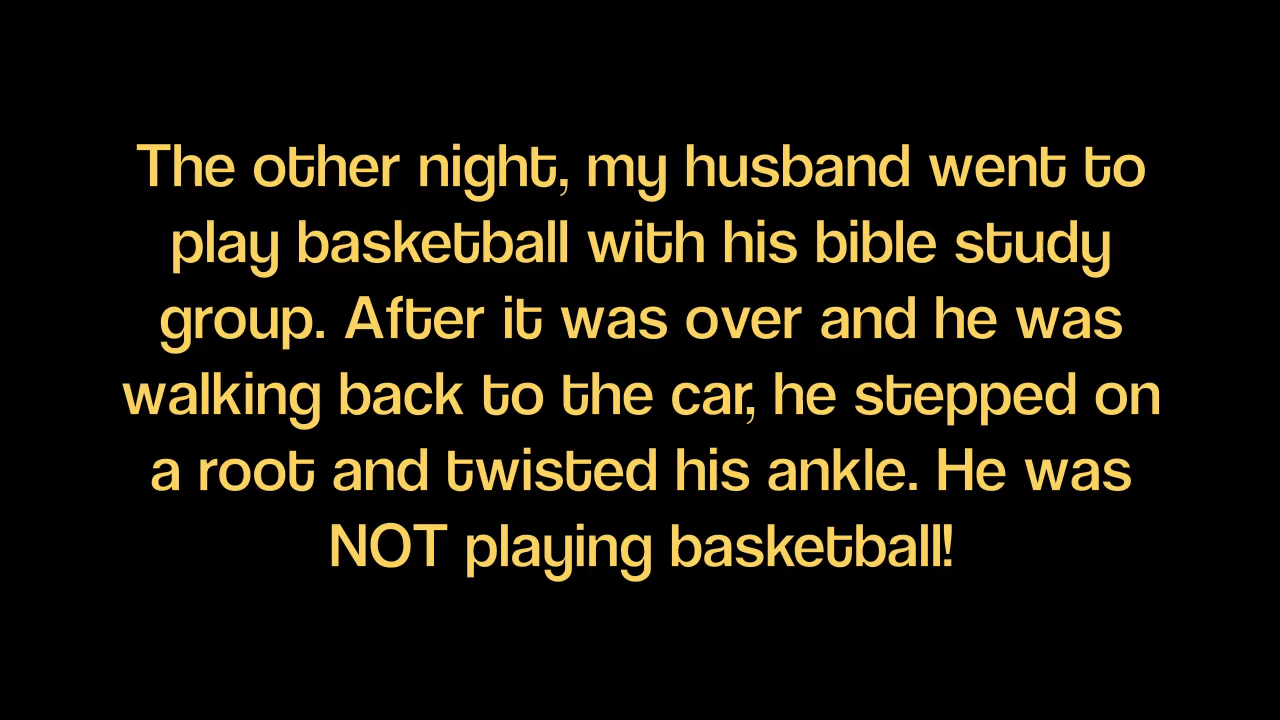 The other night, my husband went to
play basketball with his bible study
group. After it was over and he was
walking back to the car, he stepped on
a root and twisted his ankle. He was
NOT playing basketball!